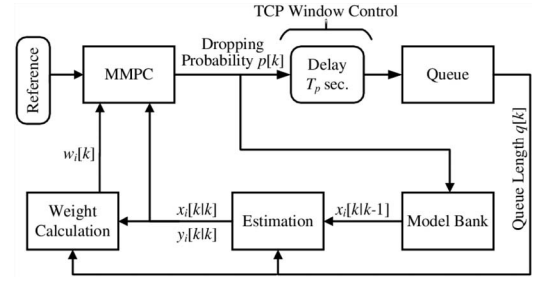 TCP Window Control
Dropping
Probability p[k]
Reference
MMPC
Delay
Tp sec.
Queue
Queue Length q[k]
wi[k]
Weight
Calculation
xi[k|k]
yi[k|k]
Estimation
xi[k|k-1]
Model Bank